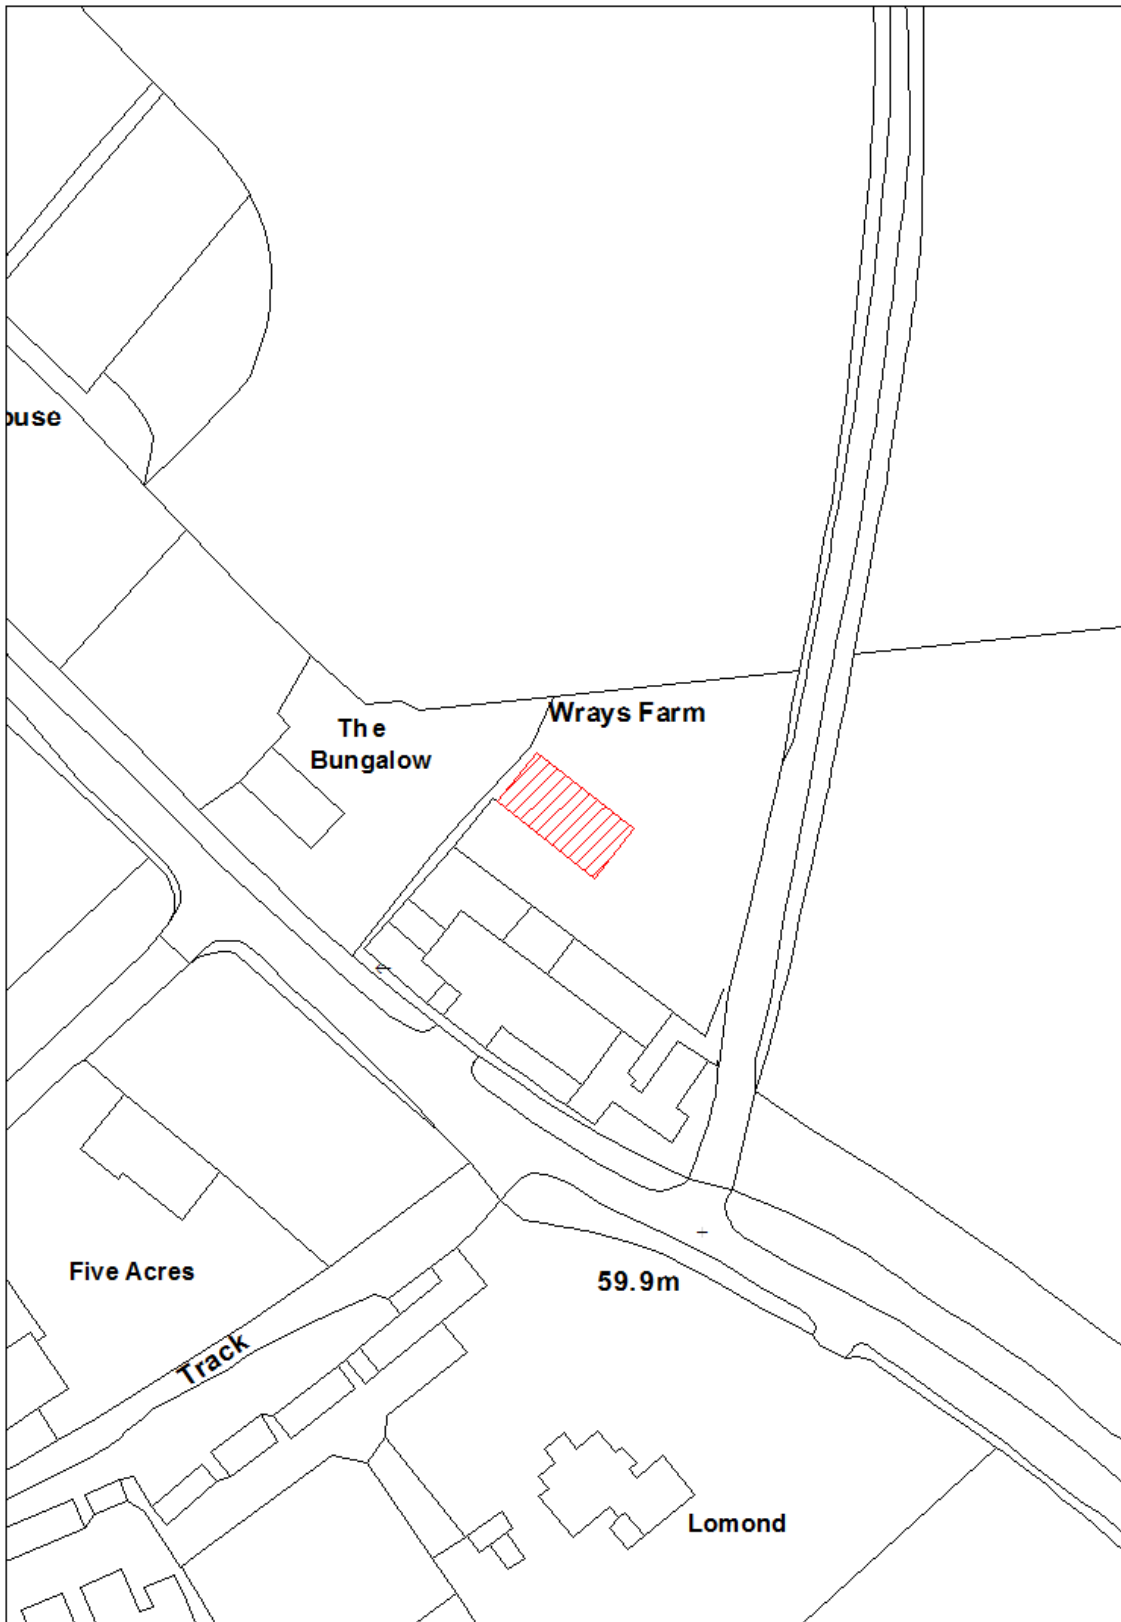 ouse
Wrays Farm
The
Bungalow
Five Acres
59.9m
Track
Lomond